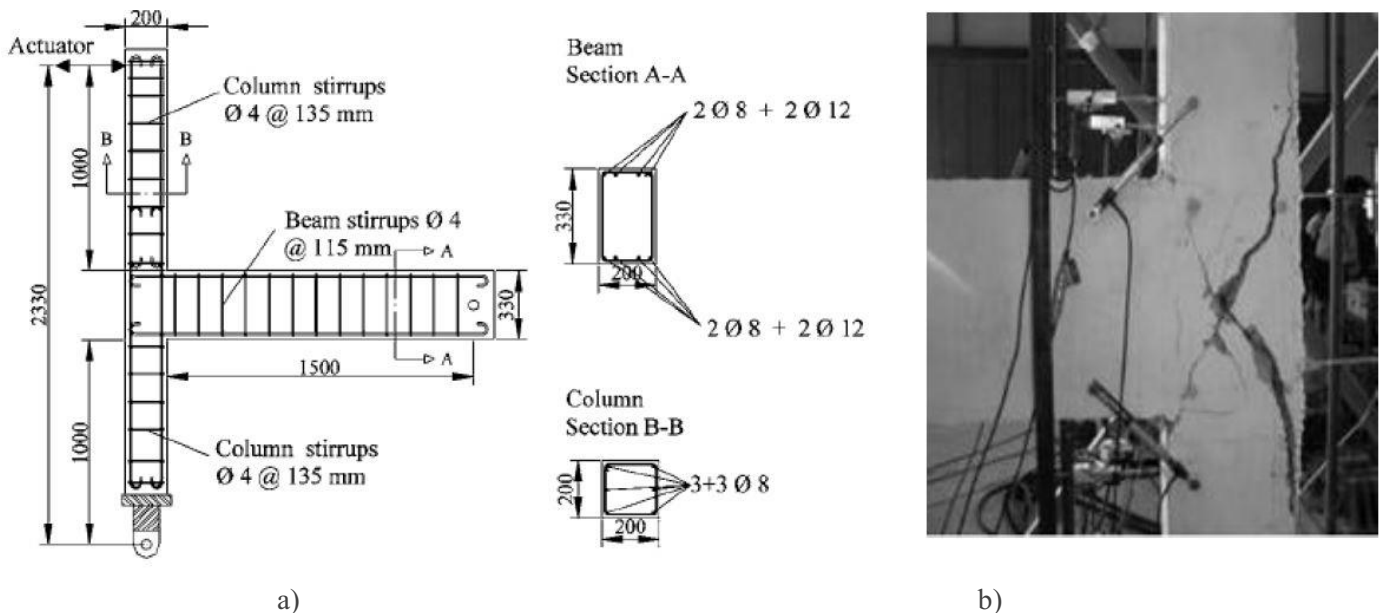 200
Actuator
Column stirrups
Ø 4 @ 135 mm
B B
1000
Beam stirrups Ø 4
@ 115 mm
A
2330
330
A
1500
1000
Column stirrups
Ø 4 @ 135 mm
Beam
Section A-A
2 Ø 8 + 2 Ø 12
330
200
2 Ø 8 + 2 Ø 12
Column
Section B-B
200
3+3 Ø 8
200
a)
b)